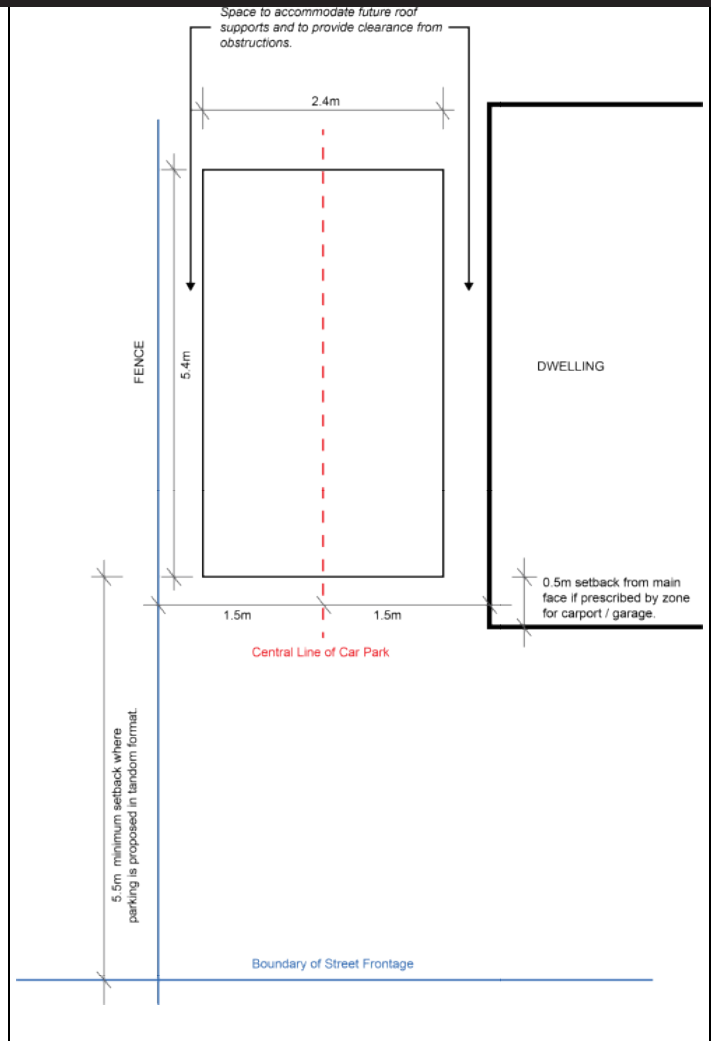 Space to accommodate future roof
supports and to provide clearance from
obstructions.
2.4m
FENCE
5.4m
DWELLING
0.5m setback from main
face if prescribed by zone
for carport / garage.
1.5m
1.5m
Central Line of Car Park
5.5m minimum setback where
parking is proposed in tandom format.
Boundary of Street Frontage